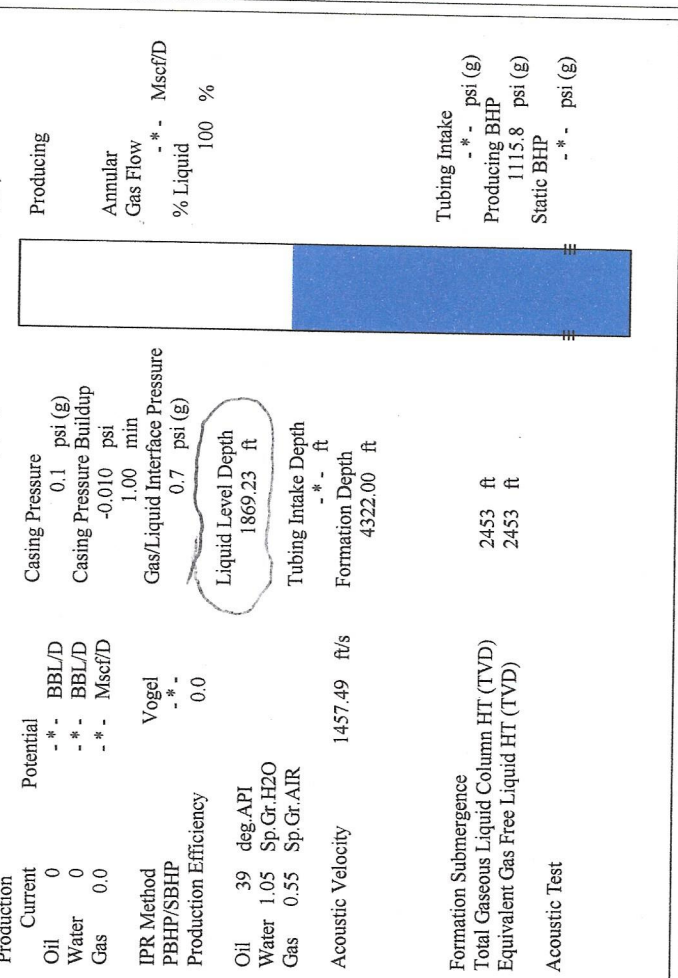 Production
Current Potential
Oil 0 - * - BBL/D
Water 0 - * - BBL/D
Gas 0.0 - * - Mscf/D
IPR Method Vogel
PBHP/SBHP - * -
Production Efficiency 0.0
Oil 39 deg.API
Water 1.05 Sp.Gr.H2O
Gas 0.55 Sp.Gr.AIR
Acoustic Velocity 1457.49 ft/s
Formation Submergence
Total Gaseous Liquid Column HT (TVD) 2453 ft
Equivalent Gas Free Liquid HT (TVD) 2453 ft
Acoustic Test
Casing Pressure
0.1 psi (g)
Casing Pressure Buildup
-0.010 psi
1.00 min
Gas/Liquid Interface Pressure
0.7 psi (g)
Liquid Level Depth
1869.23 ft
Tubing Intake Depth
- * - ft
Formation Depth
4322.00 ft
Producing
Annular
Gas Flow
- * - Mscf/D
% Liquid
100 %
Tubing Intake
- * - psi (g)
Producing BHP
1115.8 psi (g)
Static BHP
- * - psi (g)